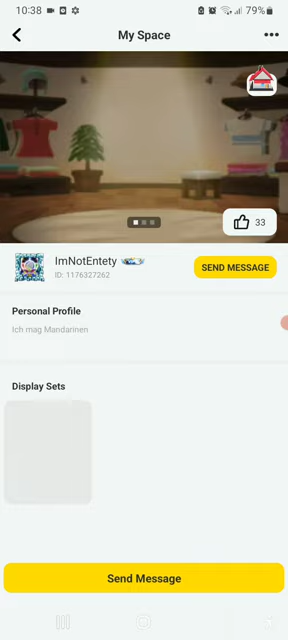 10:38
79%
My Space
33
ImNotEntety
ID: 1176327262
SEND MESSAGE
Personal Profile
Ich mag Mandarinen
Display Sets
Send Message